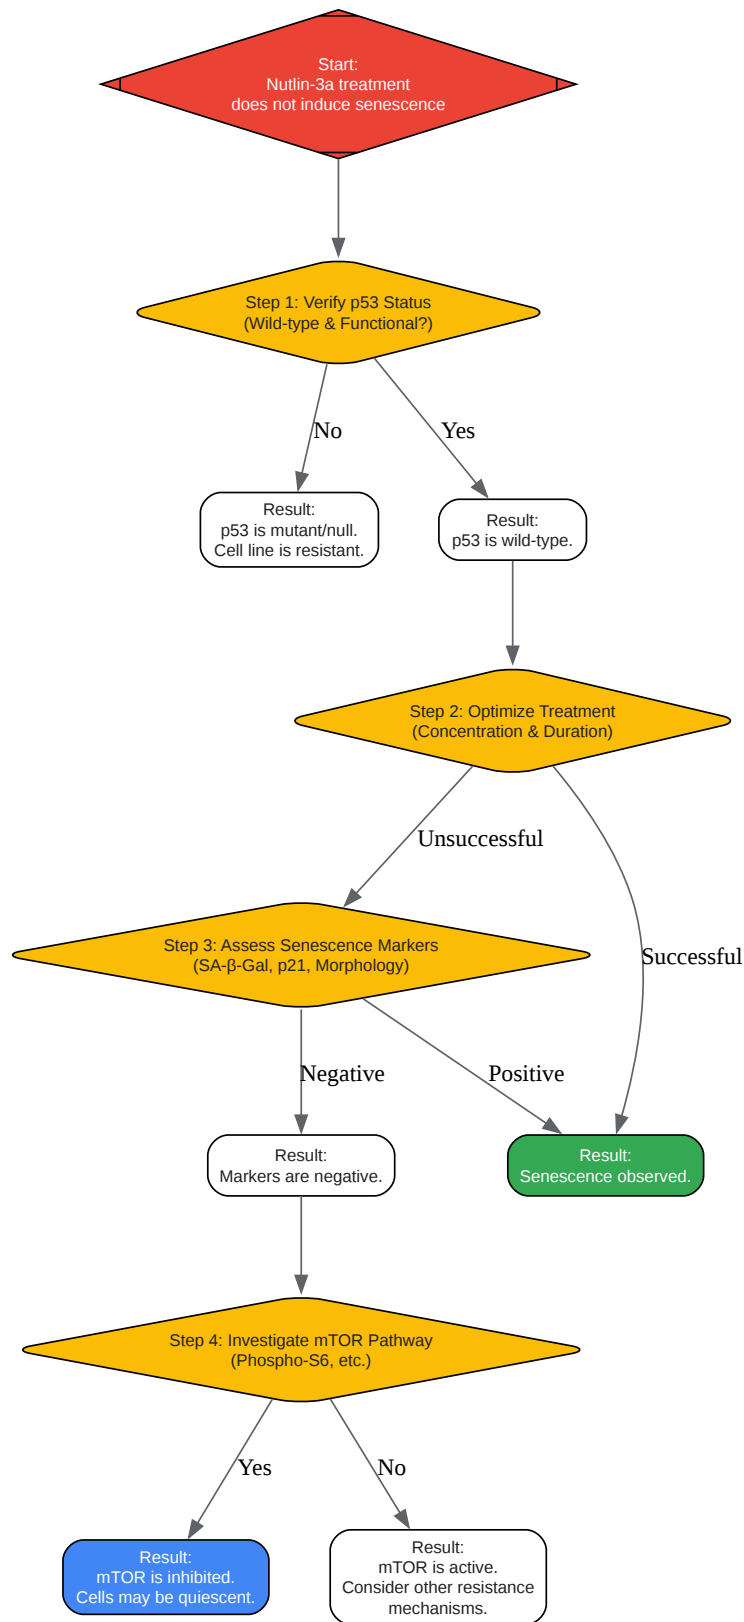 Start:
Nutlin-3a treatment
does not induce senescence
Step 1: Verify p53 Status
(Wild-type & Functional?)
No
Yes
Result:
p53 is mutant/null.
Cell line is resistant.
Result:
p53 is wild-type.
Step 2: Optimize Treatment
(Concentration & Duration)
Unsuccessful
Successful
Step 3: Assess Senescence Markers
(SA-β-Gal, p21, Morphology)
Negative
Positive
Result:
Markers are negative.
Result:
Senescence observed.
Step 4: Investigate mTOR Pathway
(Phospho-S6, etc.)
Yes
No
Result:
mTOR is inhibited.
Cells may be quiescent.
Result:
mTOR is active.
Consider other resistance
mechanisms.